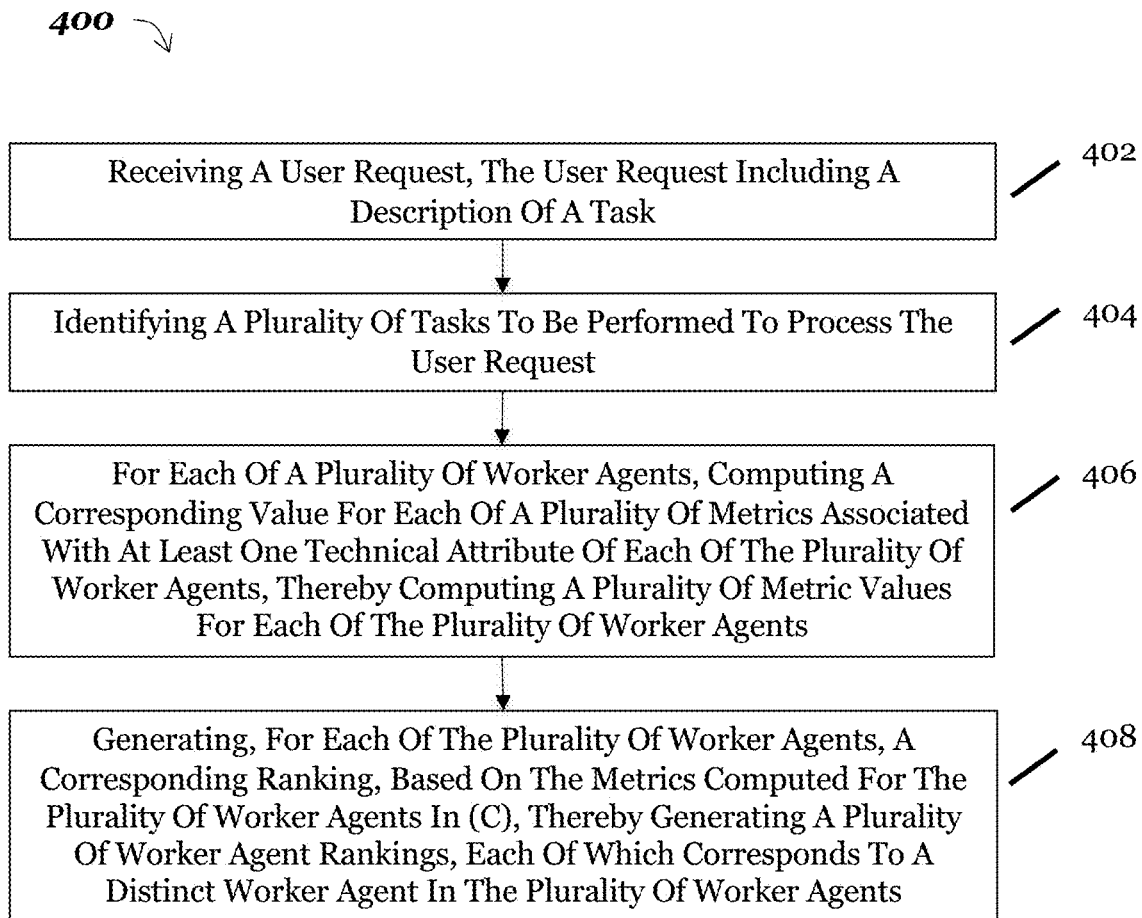 400
Receiving A User Request, The User Request Including A
Description Of A Task
402
Identifying A Plurality Of Tasks To Be Performed To Process The
User Request
404
For Each Of A Plurality Of Worker Agents, Computing A
Corresponding Value For Each Of A Plurality Of Metrics Associated
With At Least One Technical Attribute Of Each Of The Plurality Of
Worker Agents, Thereby Computing A Plurality Of Metric Values
For Each Of The Plurality Of Worker Agents
406
Generating, For Each Of The Plurality Of Worker Agents, A
Corresponding Ranking, Based On The Metrics Computed For The
Plurality Of Worker Agents In (C), Thereby Generating A Plurality
Of Worker Agent Rankings, Each Of Which Corresponds To A
Distinct Worker Agent In The Plurality Of Worker Agents
408